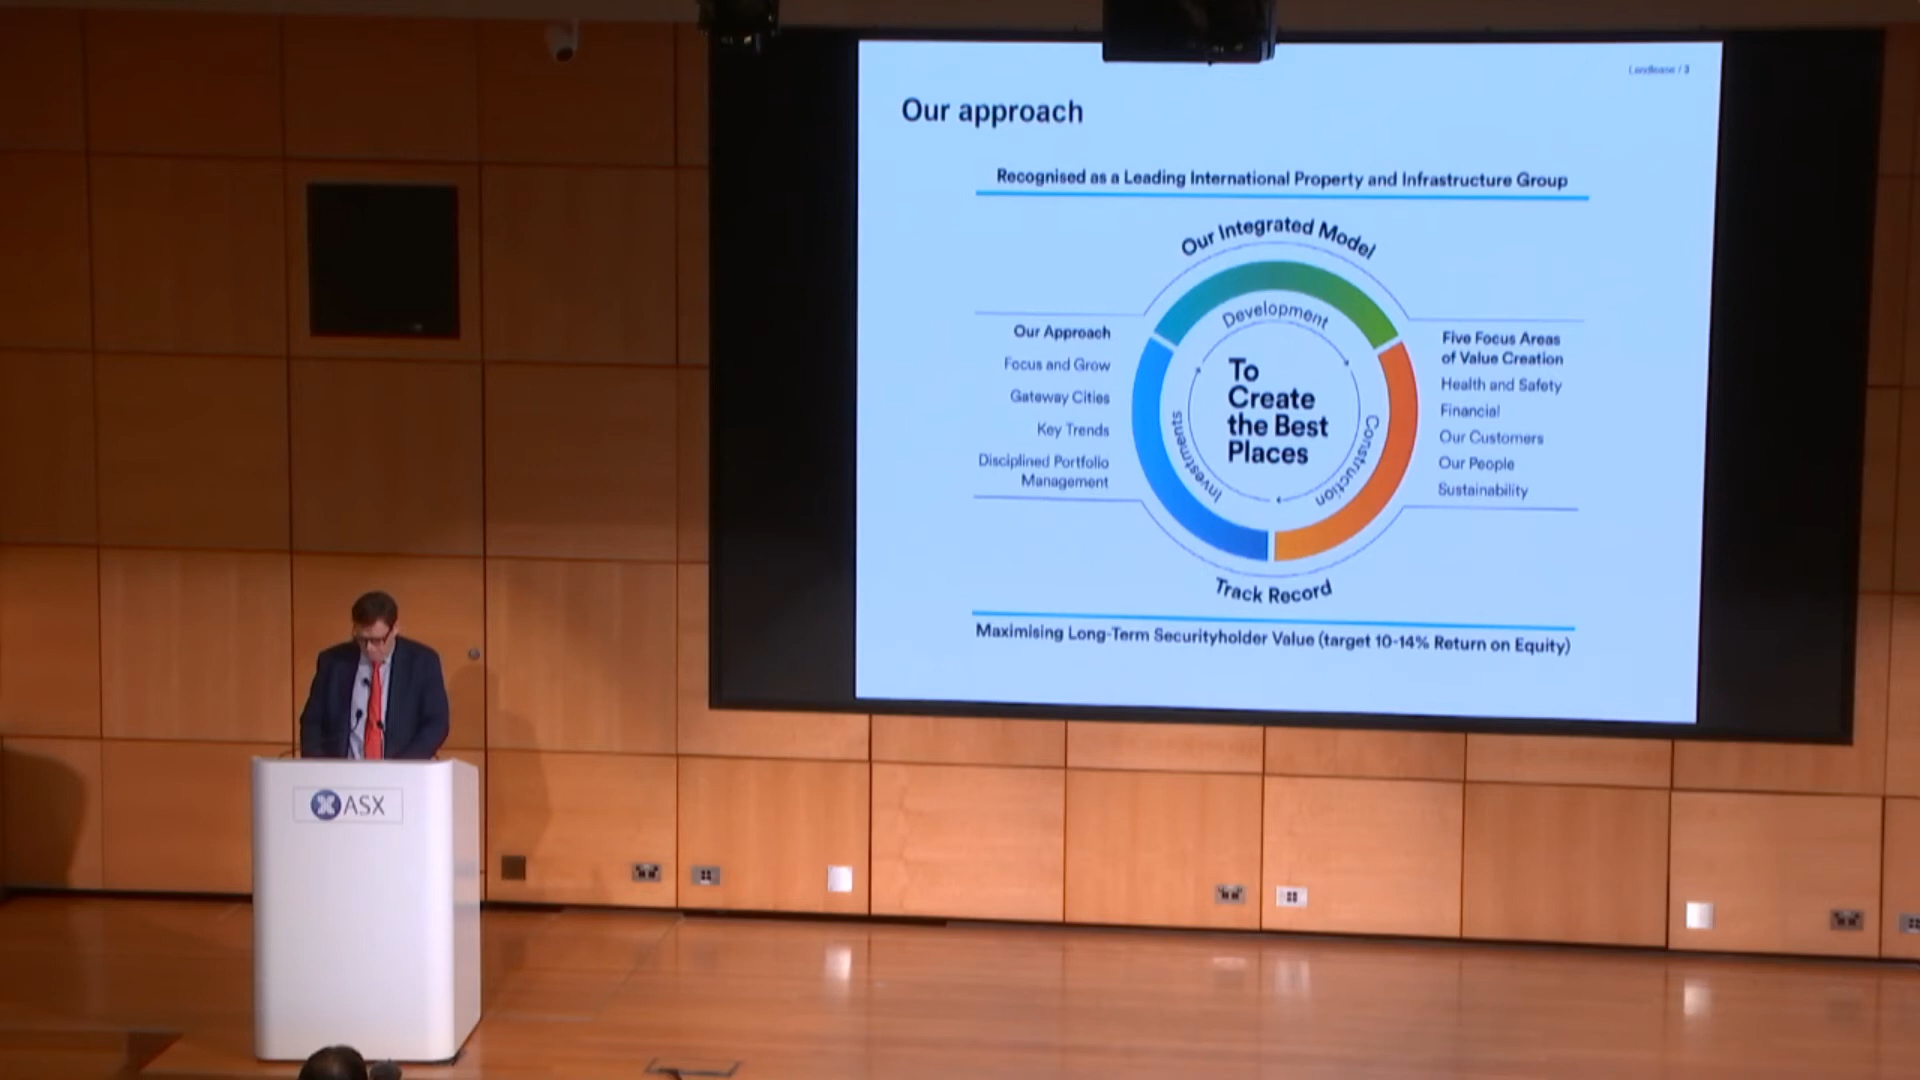 Lendlease / 3
Our approach
Recognised as a Leading International Property and Infrastructure Group
Our Integrated Model
Development
Construction
Investments
To
Create
the Best
Places
Our Approach
Focus and Grow
Gateway Cities
Key Trends
Disciplined Portfolio
Management
Five Focus Areas
of Value Creation
Health and Safety
Financial
Our Customers
Our People
Sustainability
Track Record
Maximising Long-Term Securityholder Value (target 10-14% Return on Equity)
ASX